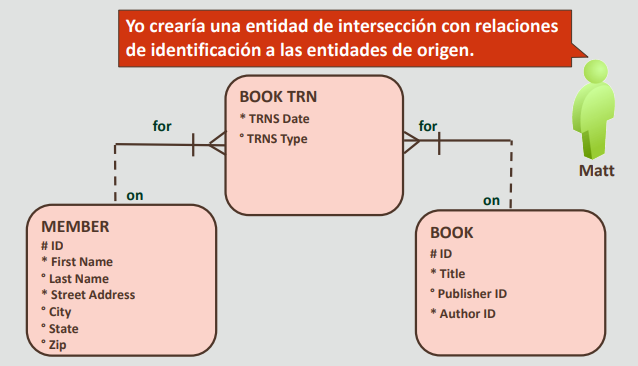 Yo crearía una entidad de intersección con relaciones
de identificación a las entidades de origen.
BOOK TRN
* TRNS Date
° TRNS Type
for
for
Matt
on
on
MEMBER
# ID
* First Name
° Last Name
* Street Address
° City
° State
° Zip
BOOK
# ID
* Title
° Publisher ID
* Author ID